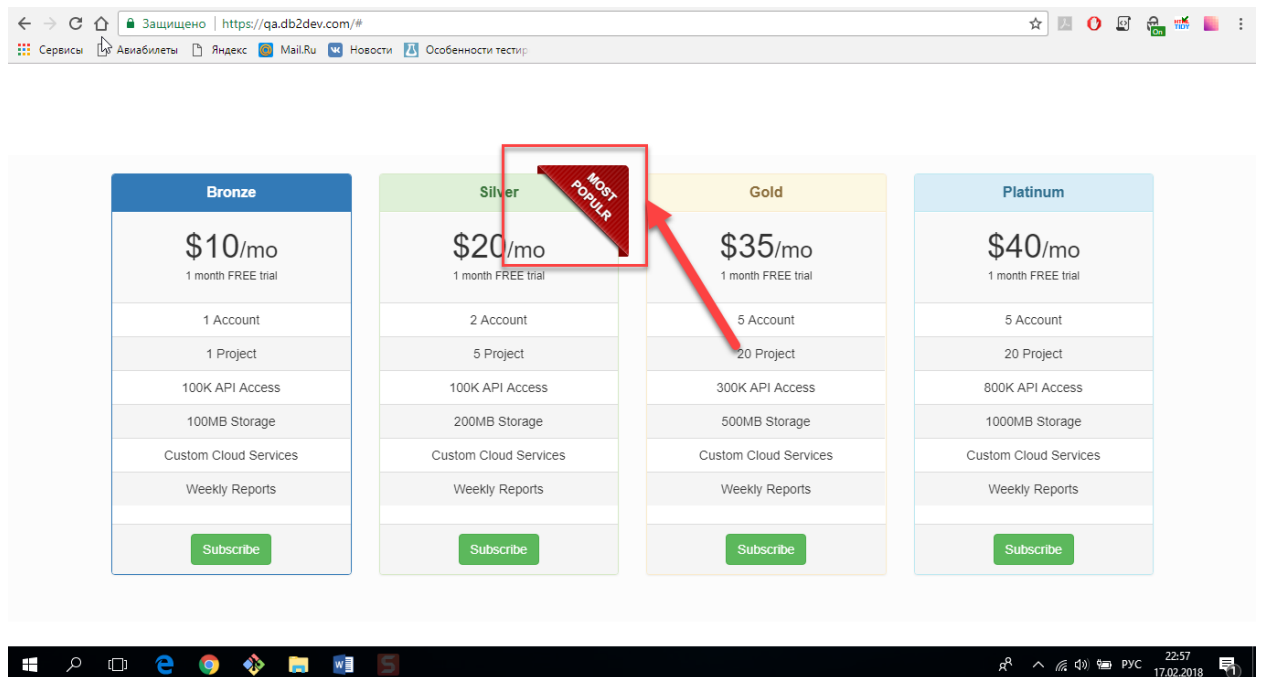 Защищено https://qa.db2dev.com/#
Сервисы Авиабилеты Яндекс Mail.Ru Новости Особенности тестир
Bronze
$10/mo
1 month FREE trial
1 Account
1 Project
100K API Access
100MB Storage
Custom Cloud Services
Weekly Reports
Subscribe
Silver
MOST
POPULR
$20/mo
1 month FREE trial
2 Account
5 Project
100K API Access
200MB Storage
Custom Cloud Services
Weekly Reports
Subscribe
Gold
$35/mo
1 month FREE trial
5 Account
20 Project
300K API Access
500MB Storage
Custom Cloud Services
Weekly Reports
Subscribe
Platinum
$40/mo
1 month FREE trial
5 Account
20 Project
800K API Access
1000MB Storage
Custom Cloud Services
Weekly Reports
Subscribe
РУС
22:57
17.02.2018